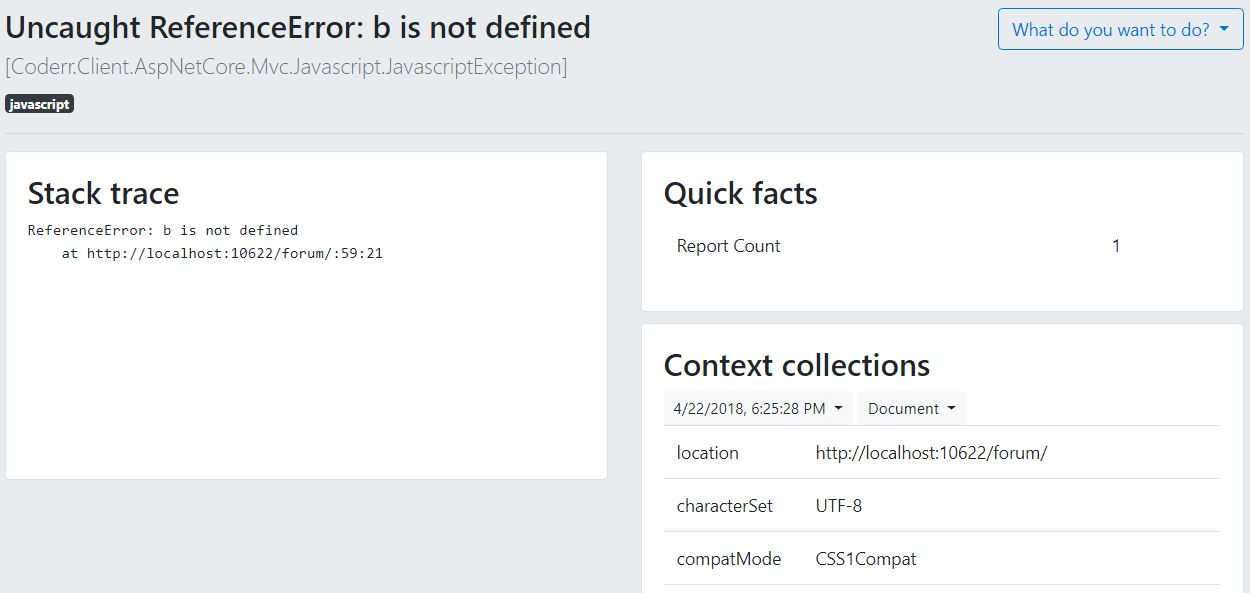 Uncaught ReferenceError: b is not defined
What do you want to do?
[Coderr.Client.AspNetCore.Mvc.Javascript.JavascriptException]
javascript
Stack trace
ReferenceError: b is not defined
at http://localhost:10622/forum/:59:21
Quick facts
Report Count 1
Context collections
4/22/2018, 6:25:28 PM Document
location http://localhost:10622/forum/
characterSet UTF-8
compatMode CSS1Compat